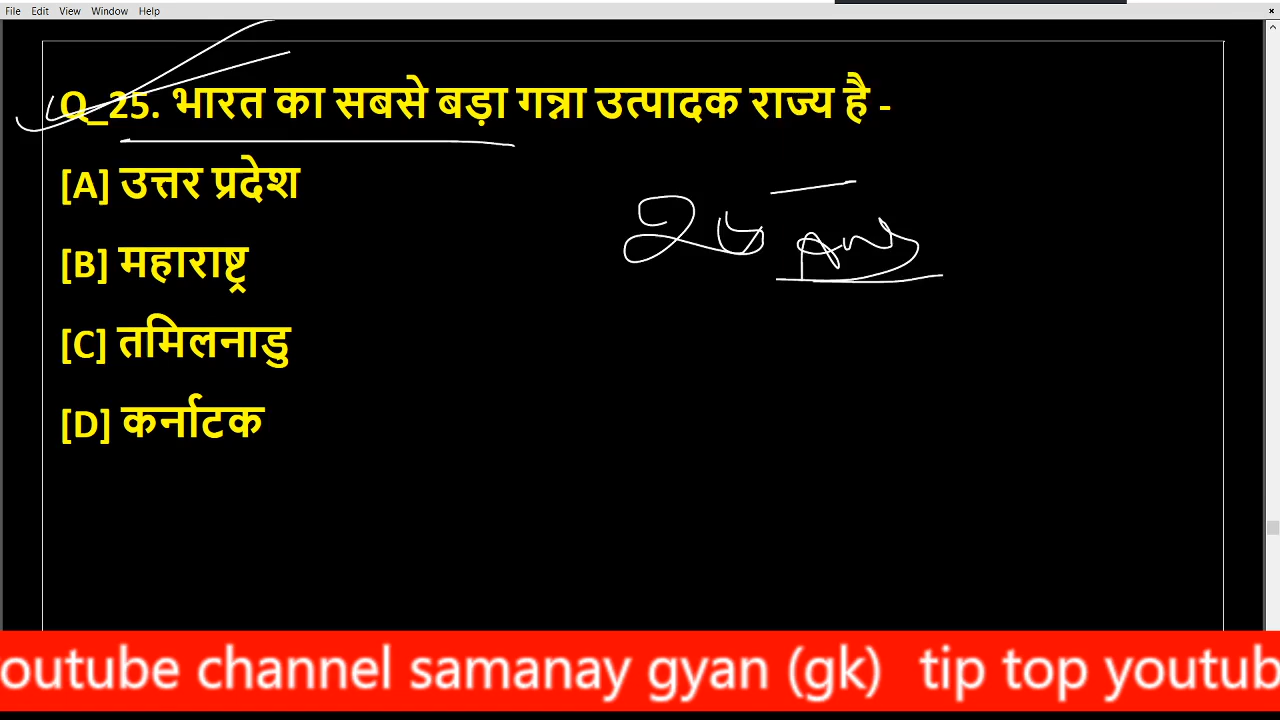 File Edit View Window Help
Q_25. भारत का सबसे बड़ा गन्ना उत्पादक राज्य है -
[A] उत्तर प्रदेश
[B] महाराष्ट्र
[C] तमिलनाडु
[D] कर्नाटक
25 Ans
outube channel samanay gyan (gk) tip top youtub